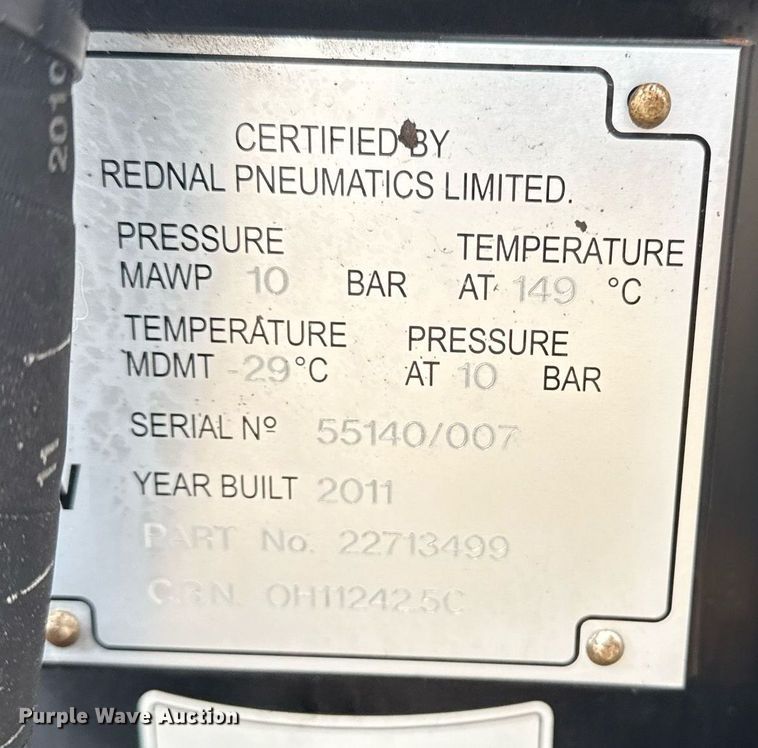 CERTIFIED BY
REDNAL PNEUMATICS LIMITED.
PRESSURE TEMPERATURE
MAWP 10 BAR AT 149 °C
TEMPERATURE PRESSURE
MDMT -29 °C AT 10 BAR
SERIAL Nº 55140/007
YEAR BUILT 2011
PART No. 22713499
C.R.N. OH11242.5C
2010
11
Purple Wave Auction